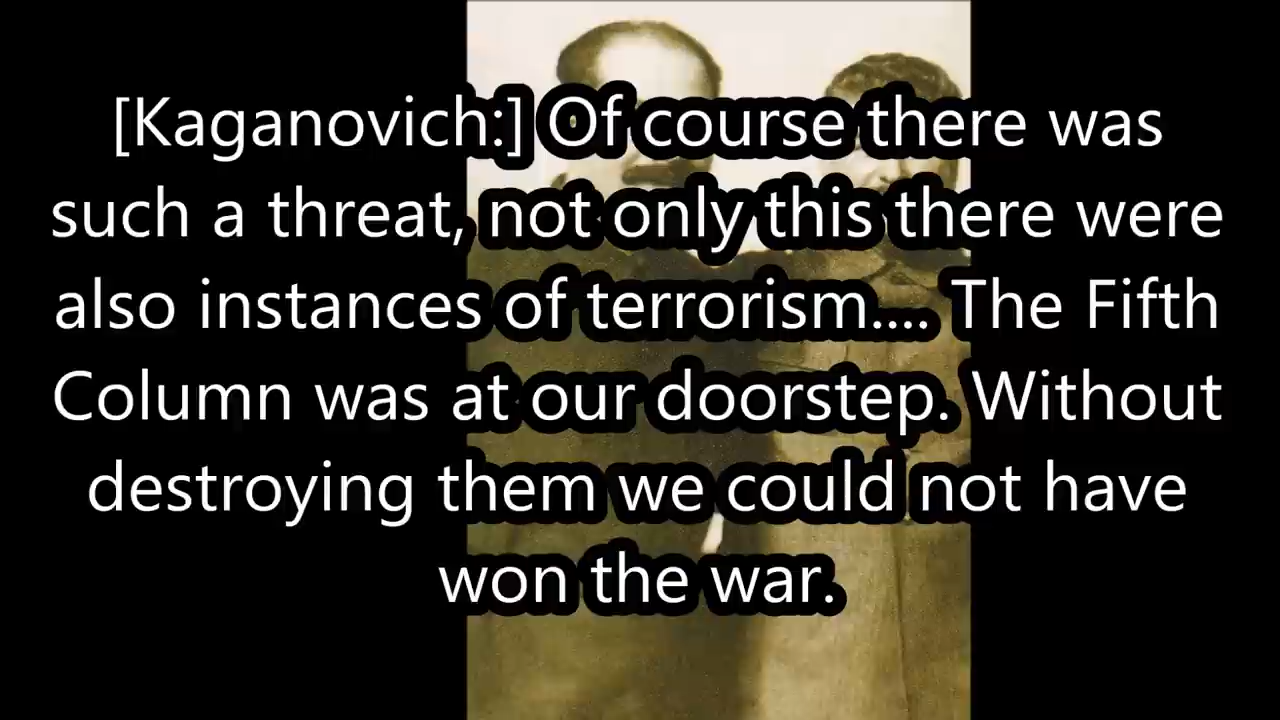 [Kaganovich:] Of course there was
such a threat, not only this there were
also instances of terrorism.... The Fifth
Column was at our doorstep. Without
destroying them we could not have
won the war.